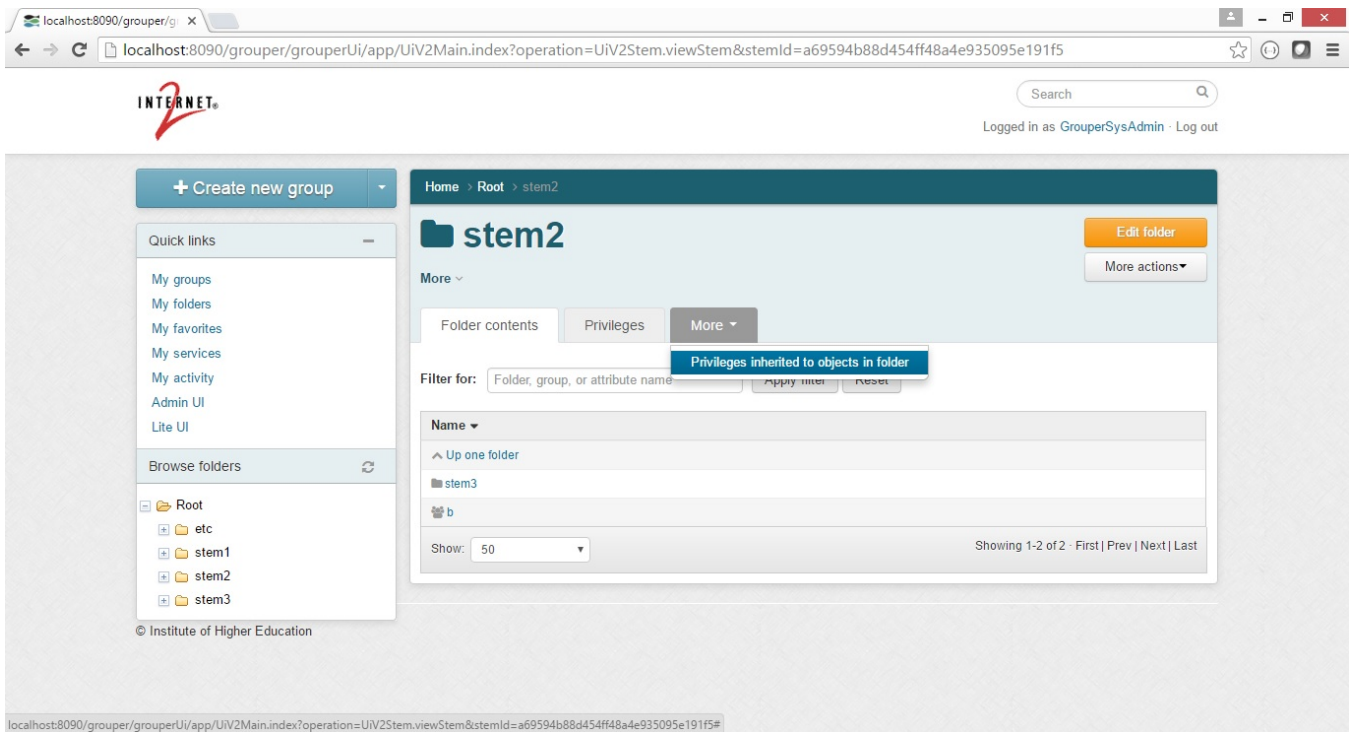 localhost:8090/grouper/g
localhost:8090/grouper/grouperUi/app/UiV2Main.index?operation=UiV2Stem.viewStem&stemId=a69594b88d454ff48a4e935095e191f5
INTERNET®
2
Search
Logged in as GrouperSysAdmin · Log out
+ Create new group
Home > Root > stem2
Quick links
stem2
Edit folder
More actions
My groups
My folders
My favorites
My services
My activity
Admin UI
Lite UI
More
Folder contents Privileges More
Privileges inherited to objects in folder
Filter for: Folder, group, or attribute name Apply filter Reset
Name
Up one folder
stem3
b
Show: 50 Showing 1-2 of 2 · First | Prev | Next | Last
Browse folders
Root
etc
stem1
stem2
stem3
© Institute of Higher Education
localhost:8090/grouper/grouperUi/app/UiV2Main.index?operation=UiV2Stem.viewStem&stemId=a69594b88d454ff48a4e935095e191f5#